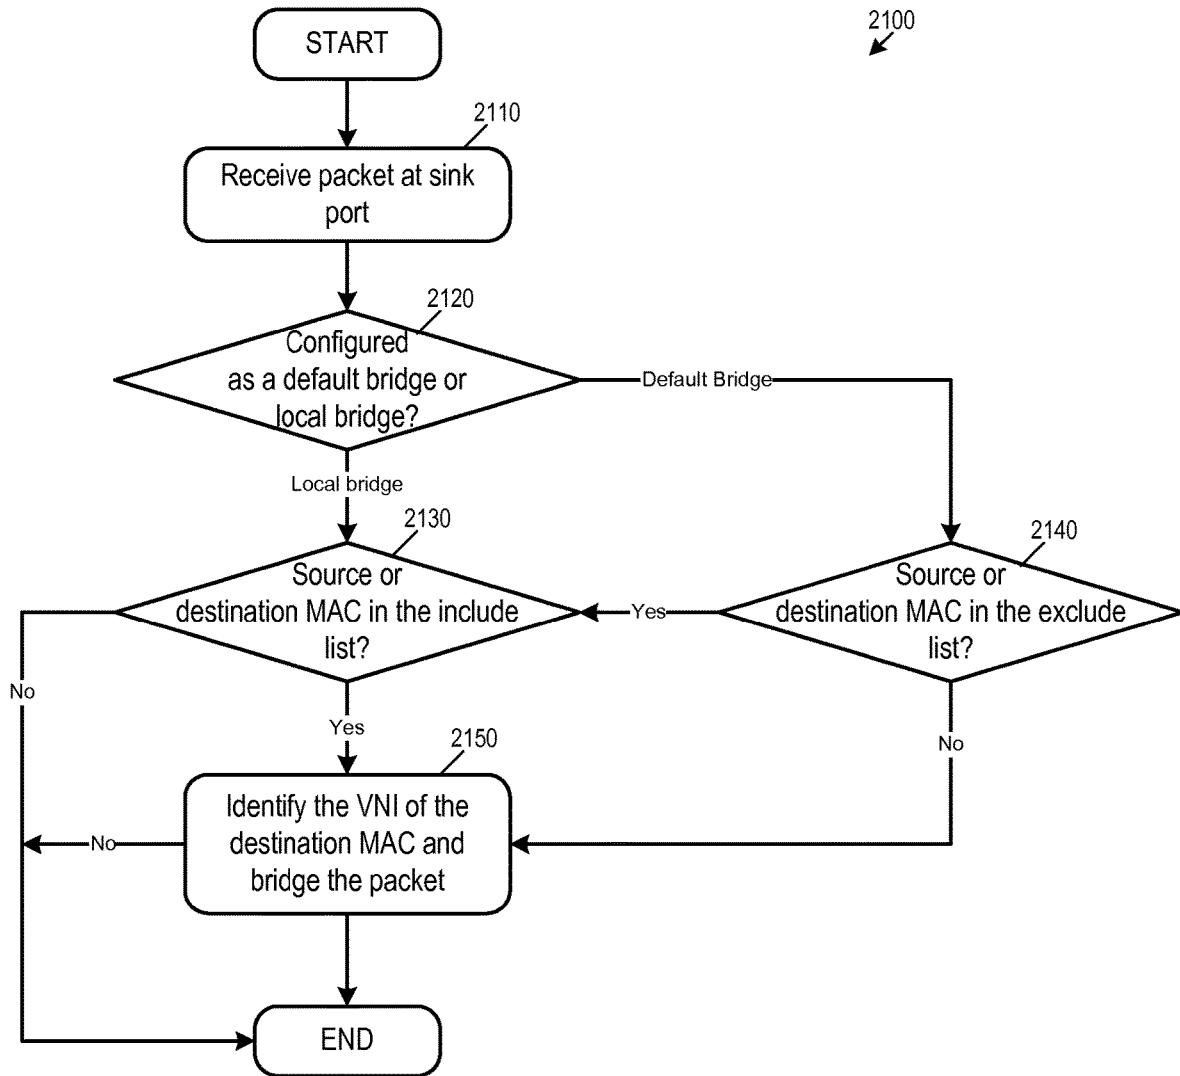 START
2100
2110
Receive packet at sink
port
2120
Configured
as a default bridge or
local bridge?
Default Bridge
Local bridge
2130
2140
Source or
destination MAC in the include
list?
Yes
Source or
destination MAC in the exclude
list?
No
Yes
No
2150
Identify the VNI of the
destination MAC and
bridge the packet
No
END